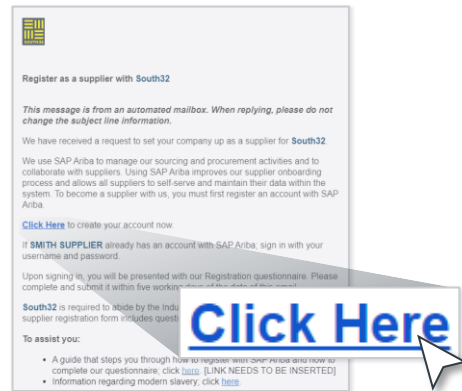 SOUTH32
Register as a supplier with South32
This message is from an automated mailbox. When replying, please do not
change the subject line information.
We have received a request to set your company up as a supplier for South32.
We use SAP Ariba to manage our sourcing and procurement activities and to
collaborate with suppliers. Using SAP Ariba improves our supplier onboarding
process and allows all suppliers to self-serve and maintain their data within the
system. To become a supplier with us, you must first register an account with SAP
Ariba.
Click Here to create your account now.
If SMITH SUPPLIER already has an account with SAP Ariba, sign in with your
username and password.
Upon signing in, you will be presented with our Registration questionnaire. Please
complete and submit it within five working days of the date of this email.
South32 is required to abide by the Indu
supplier registration form includes questi
Click Here
To assist you:
• A guide that steps you through how to register with SAP Ariba and how to
complete our questionnaire; click here. [LINK NEEDS TO BE INSERTED]
• Information regarding modern slavery; click here.